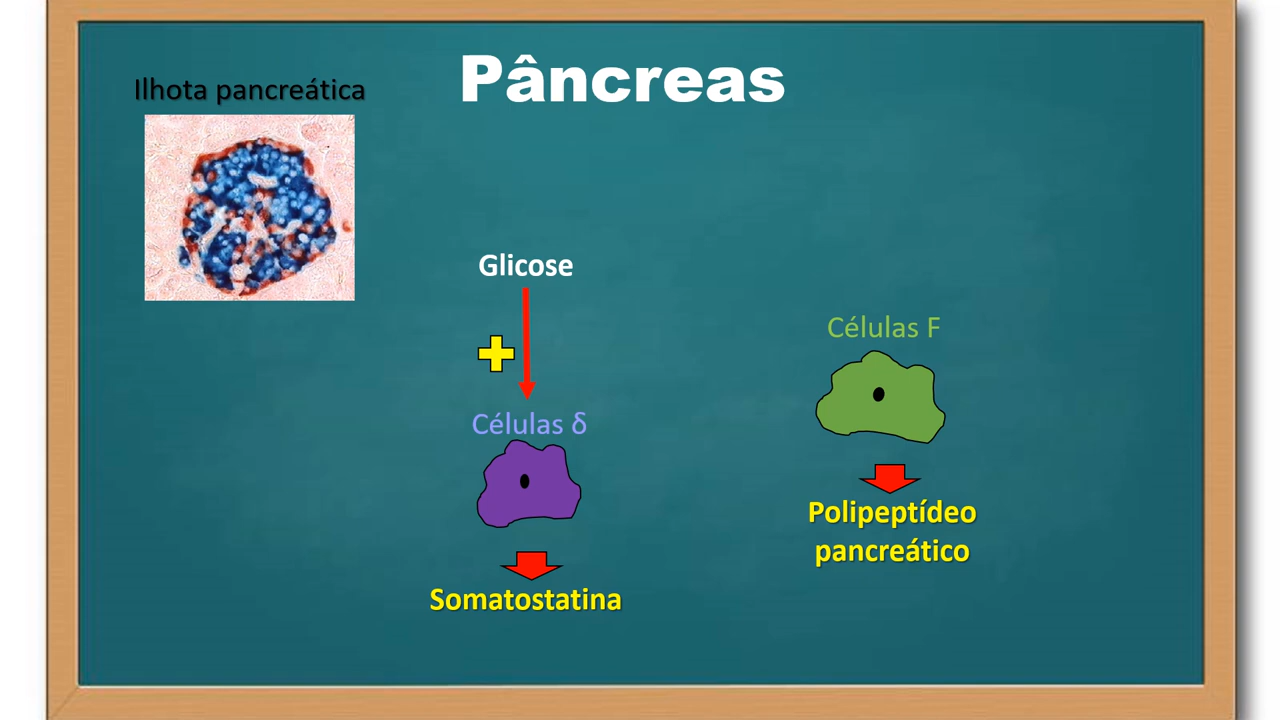 Pâncreas
Ilhota pancreática
Glicose
Células δ
Somatostatina
Células F
Polipeptídeo
pancreático